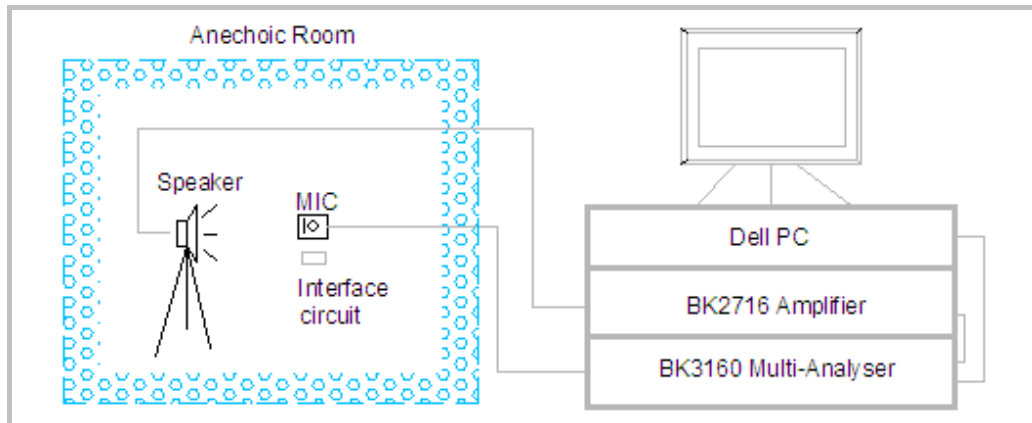 Anechoic Room
Speaker
MIC
Interface
circuit
Dell PC
BK2716 Amplifier
BK3160 Multi-Analyser